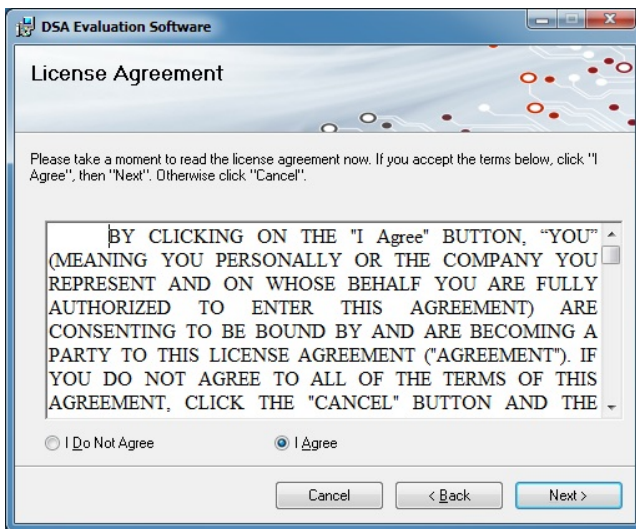 DSA Evaluation Software
License Agreement
Please take a moment to read the license agreement now. If you accept the terms below, click "I
Agree", then "Next". Otherwise click "Cancel".
BY CLICKING ON THE "I Agree" BUTTON, “YOU”
(MEANING YOU PERSONALLY OR THE COMPANY YOU
REPRESENT AND ON WHOSE BEHALF YOU ARE FULLY
AUTHORIZED TO ENTER THIS AGREEMENT) ARE
CONSENTING TO BE BOUND BY AND ARE BECOMING A
PARTY TO THIS LICENSE AGREEMENT ("AGREEMENT"). IF
YOU DO NOT AGREE TO ALL OF THE TERMS OF THIS
AGREEMENT, CLICK THE "CANCEL" BUTTON AND THE
I Do Not Agree I Agree
Cancel < Back Next >